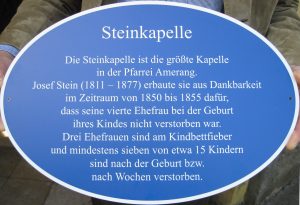 Steinkapelle
Die Steinkapelle ist die größte Kapelle
in der Pfarrei Amerang.
Josef Stein (1811 – 1877) erbaute sie aus Dankbarkeit
im Zeitraum von 1850 bis 1855 dafür,
dass seine vierte Ehefrau bei der Geburt
ihres Kindes nicht verstorben war.
Drei Ehefrauen sind am Kindbettfieber
und mindestens sieben von etwa 15 Kindern
sind nach der Geburt bzw.
nach Wochen verstorben.